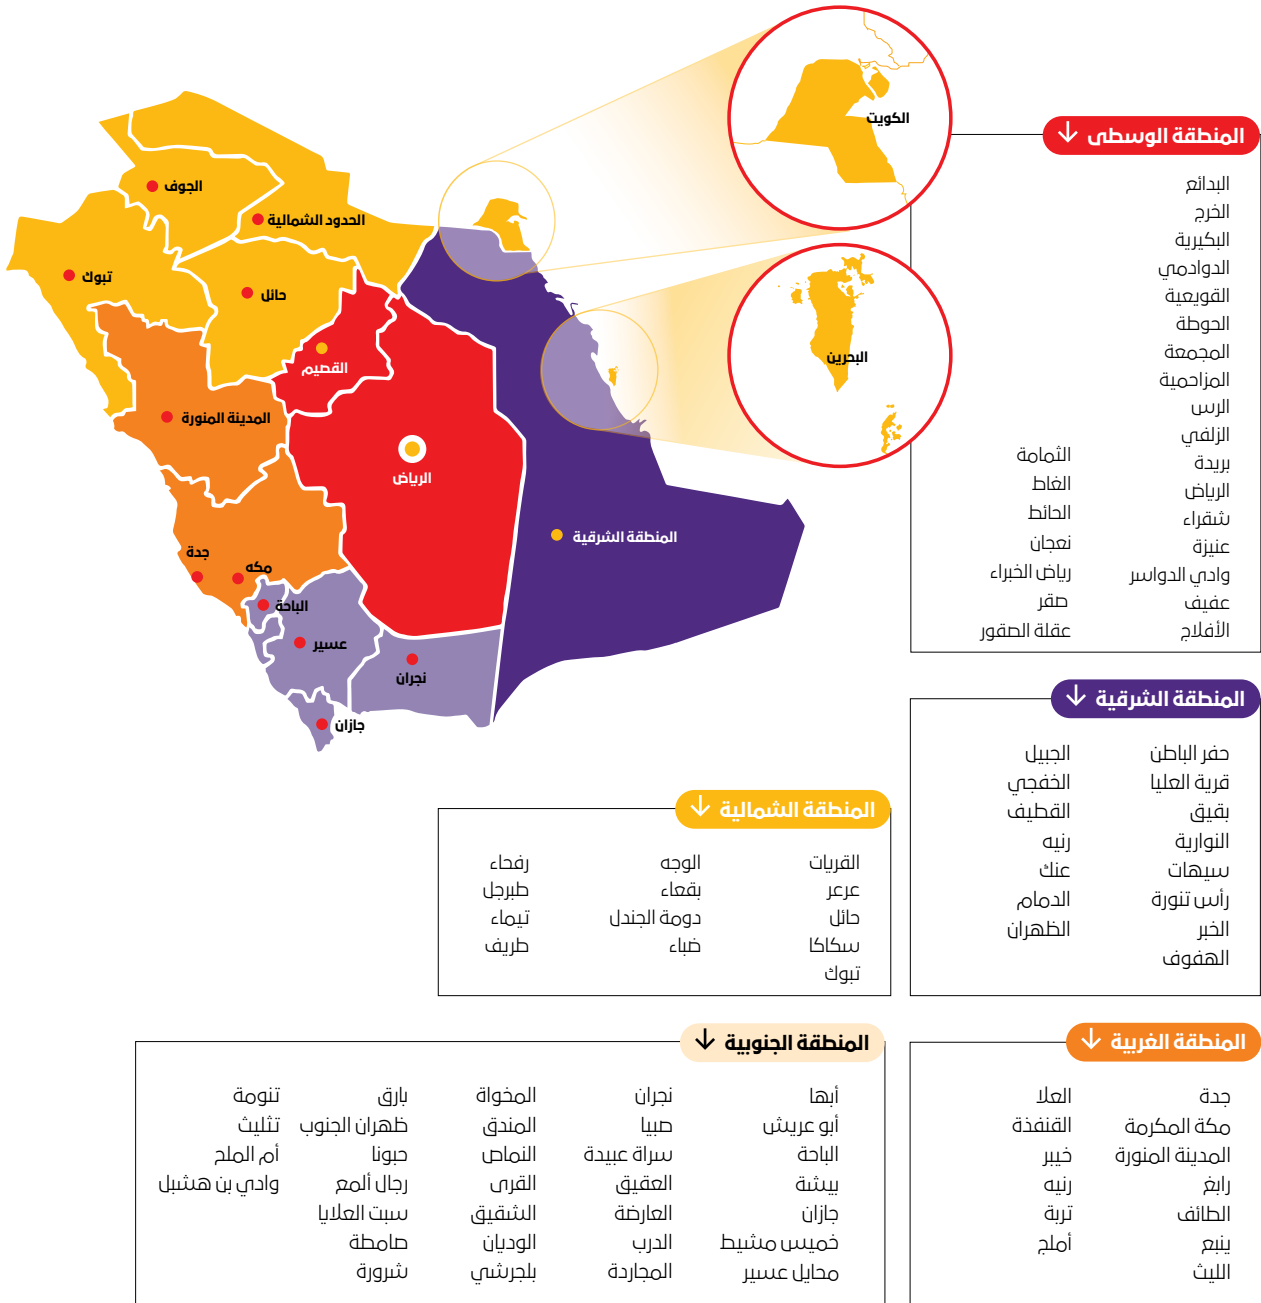 الكويت
البحرين
الجوف
الحدود الشمالية
تبوك
حائل
القصيم
المدينة المنورة
الرياض
المنطقة الشرقية
جدة
مكه
الباحة
عسير
نجران
جازان
المنطقة الوسطى
البدائع
الخرج
البكيرية
الدوادمي
القويعية
الحوطة
المجمعة
المزاحمية
الرس
الزلفي
بريدة
الرياض
شقراء
عنيزة
وادي الدواسر
عفيف
الأفلاج
الثمامة
الغاط
الحائط
نعجان
رياض الخبراء
صقر
عقلة الصقور
المنطقة الشرقية
حفر الباطن
قرية العليا
بقيق
النوارية
سيهات
رأس تنورة
الخبر
الهفوف
الجبيل
الخفجي
القطيف
رنيه
عنك
الدمام
الظهران
المنطقة الشمالية
القريات
عرعر
حائل
سكاكا
تبوك
الوجه
بقعاء
دومة الجندل
ضباء
رفحاء
طبرجل
تيماء
طريف
المنطقة الغربية
جدة
مكة المكرمة
المدينة المنورة
رابغ
الطائف
ينبع
الليث
العلا
القنفذة
خيبر
رنيه
تربة
أملج
المنطقة الجنوبية
أبها
أبو عريش
الباحة
بيشة
جازان
خميس مشيط
محايل عسير
نجران
صبيا
سراة عبيدة
العقيق
العارضة
الدرب
المجاردة
المخواة
المندق
النماص
القرى
الشقيق
الوديان
بلجرشي
بارق
ظهران الجنوب
حبونا
رجال ألمع
سبت العلايا
صامطة
شرورة
تنومة
تثليث
أم الملح
وادي بن هشبل